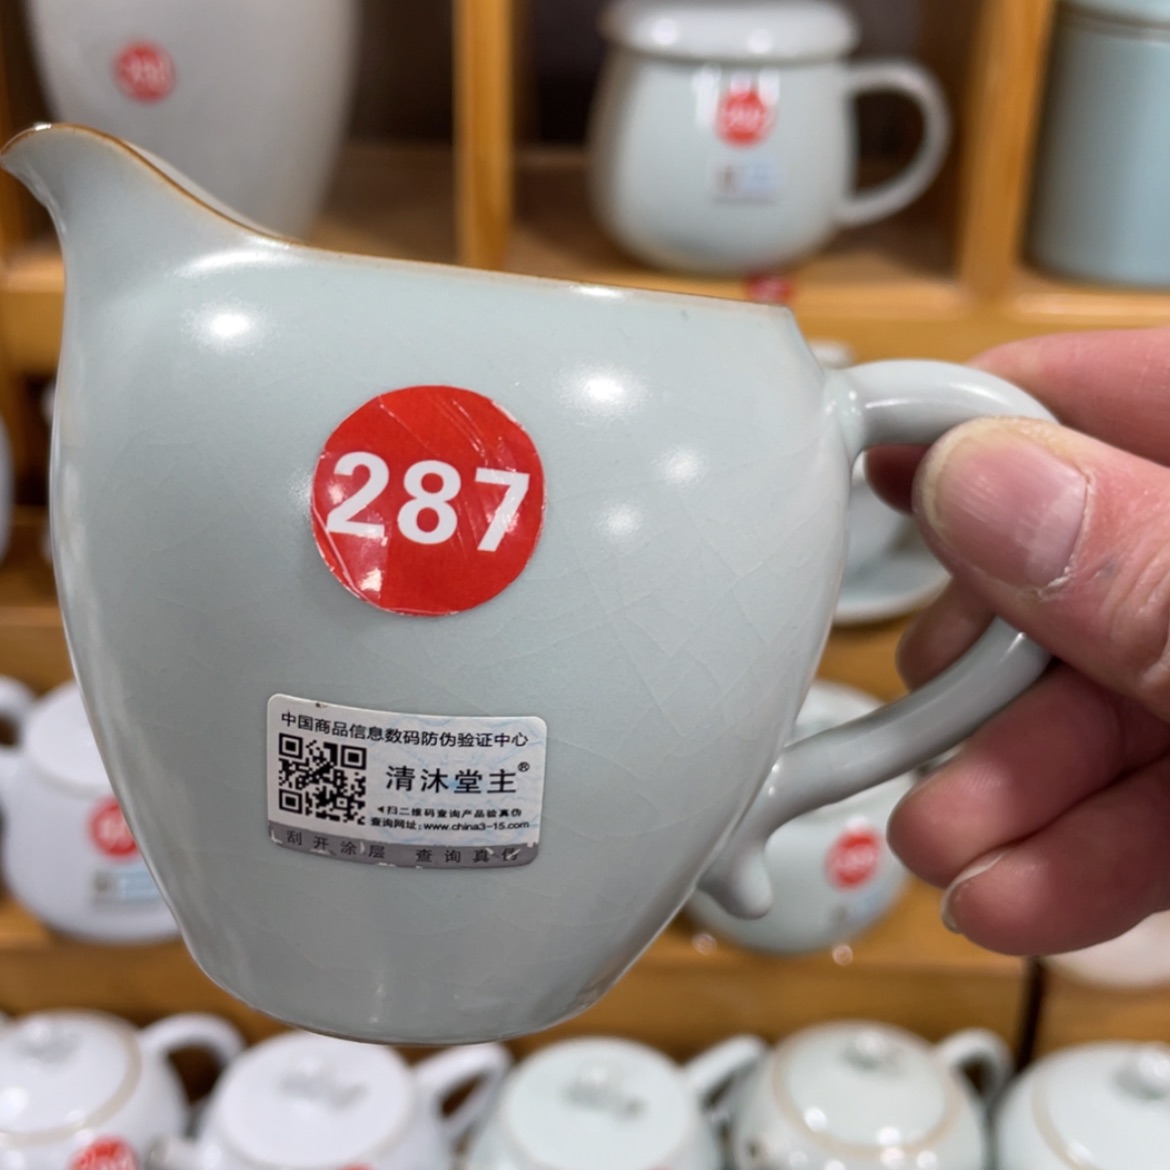 287
中国商品信息数码防伪验证中心
清沐堂主®
◀扫二维码查询产品验真伪
查询网址:www.china3-15.com
刮开涂层 查询真伪